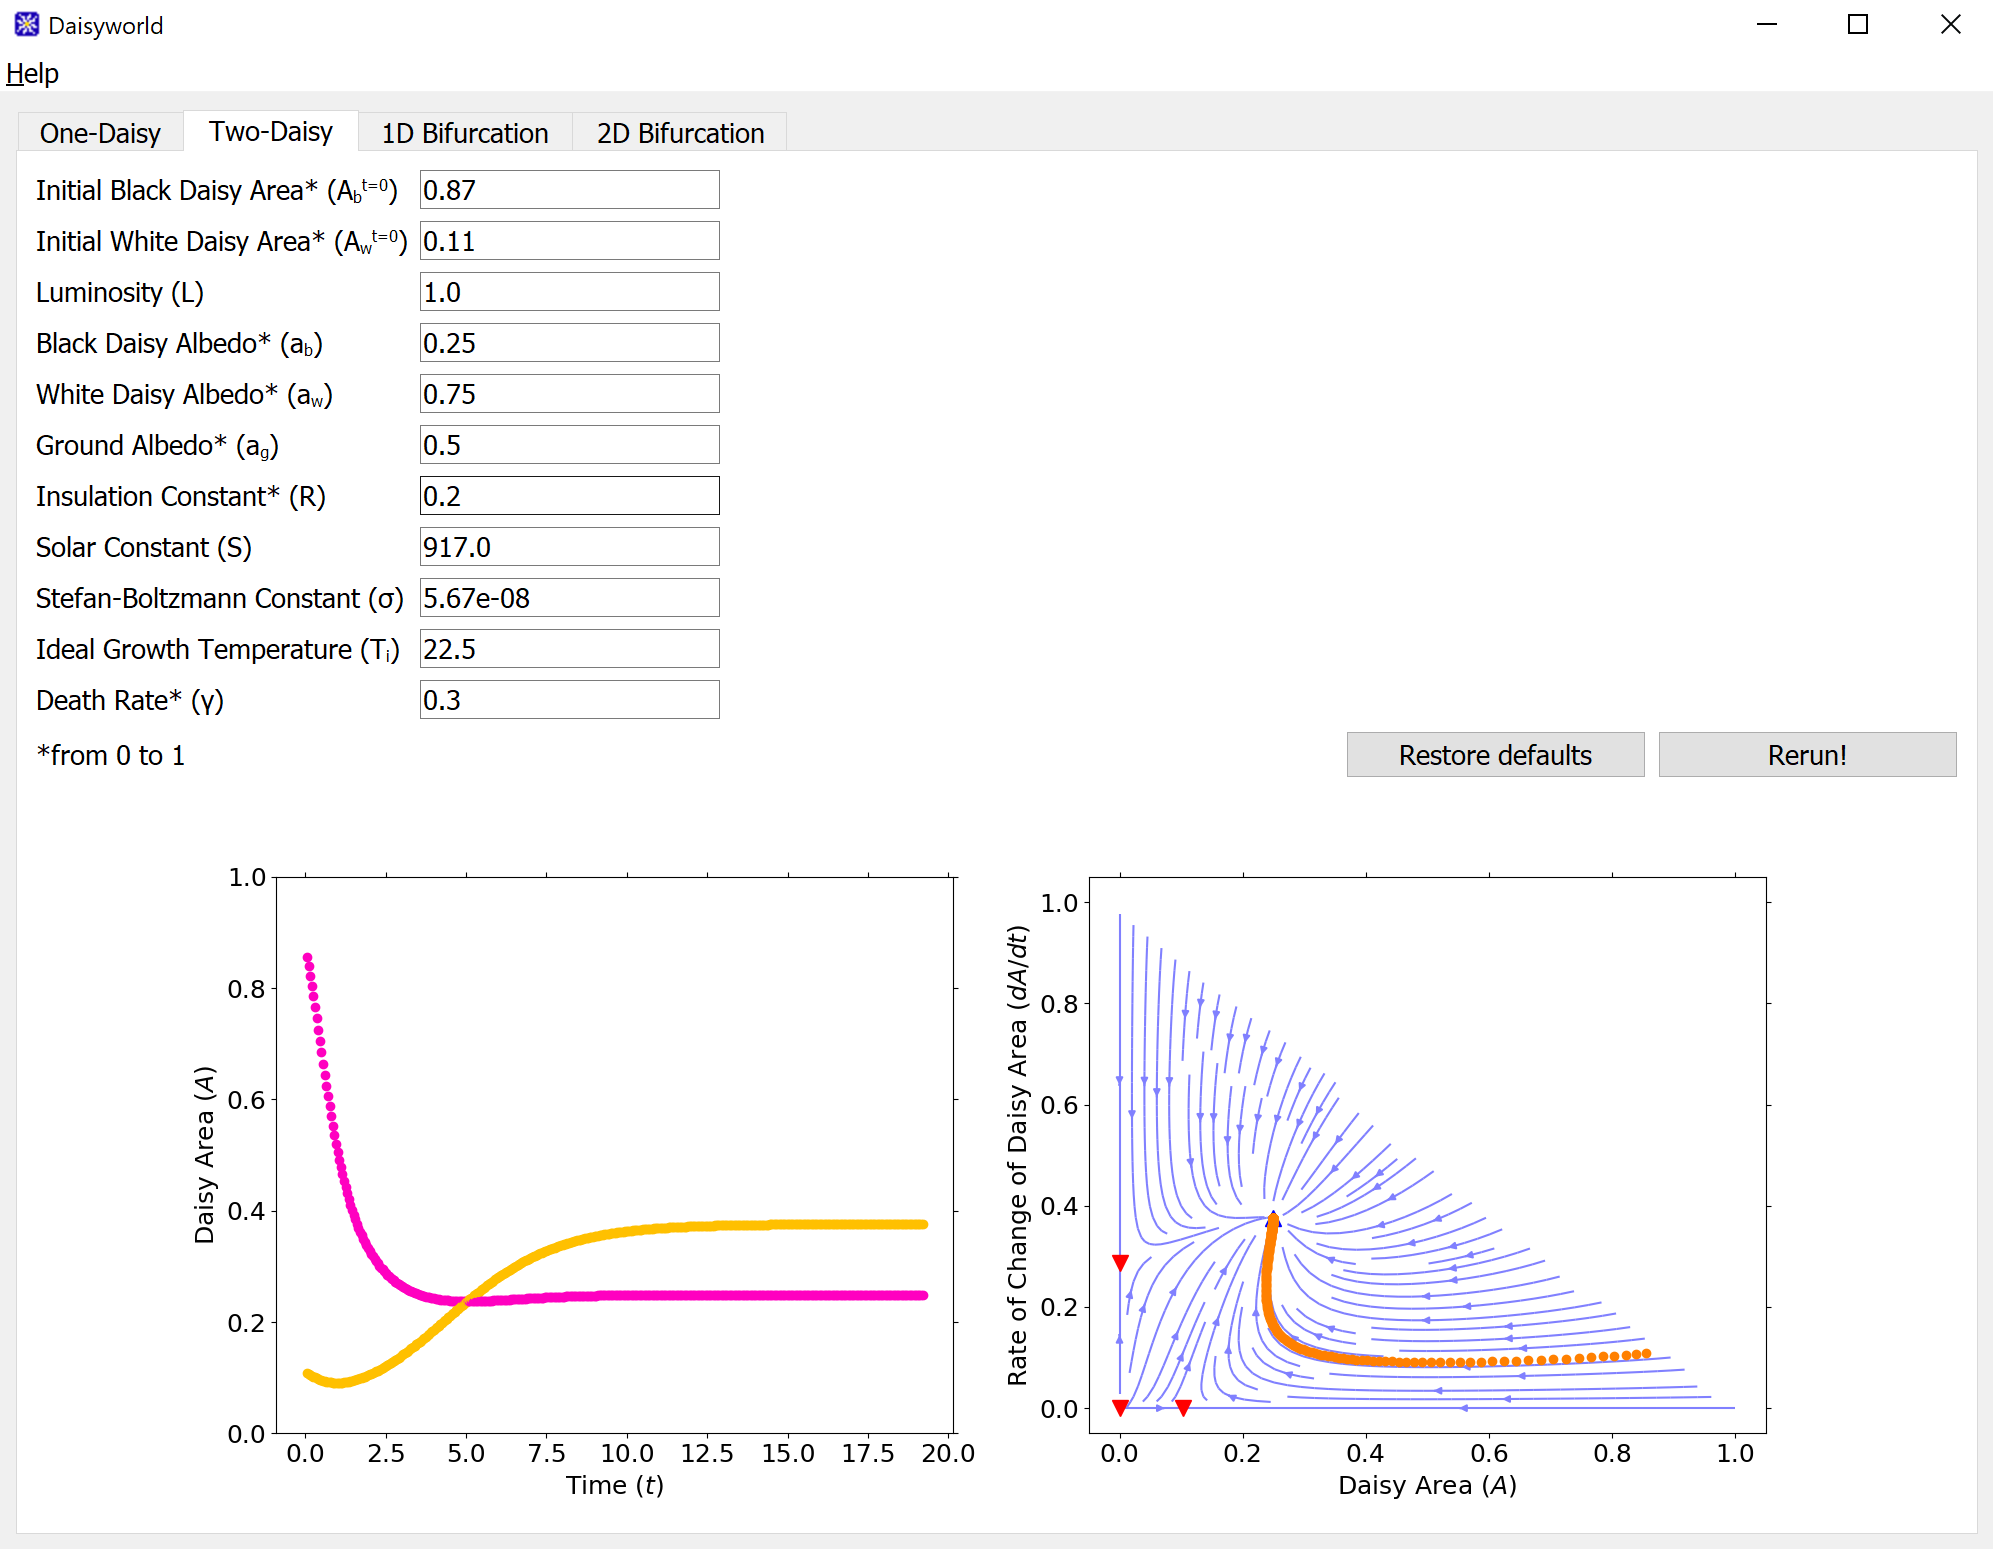 Daisyworld
Help
One-Daisy Two-Daisy 1D Bifurcation 2D Bifurcation
Initial Black Daisy Area* (A_b^t=0) 0.87
Initial White Daisy Area* (A_w^t=0) 0.11
Luminosity (L) 1.0
Black Daisy Albedo* (a_b) 0.25
White Daisy Albedo* (a_w) 0.75
Ground Albedo* (a_g) 0.5
Insulation Constant* (R) 0.2
Solar Constant (S) 917.0
Stefan-Boltzmann Constant (σ) 5.67e-08
Ideal Growth Temperature (T_i) 22.5
Death Rate* (γ) 0.3
*from 0 to 1
Restore defaults Rerun!
Daisy Area (A)
1.0
0.8
0.6
0.4
0.2
0.0
0.0 2.5 5.0 7.5 10.0 12.5 15.0 17.5 20.0
Time (t)
Rate of Change of Daisy Area (dA/dt)
1.0
0.8
0.6
0.4
0.2
0.0
0.0 0.2 0.4 0.6 0.8 1.0
Daisy Area (A)